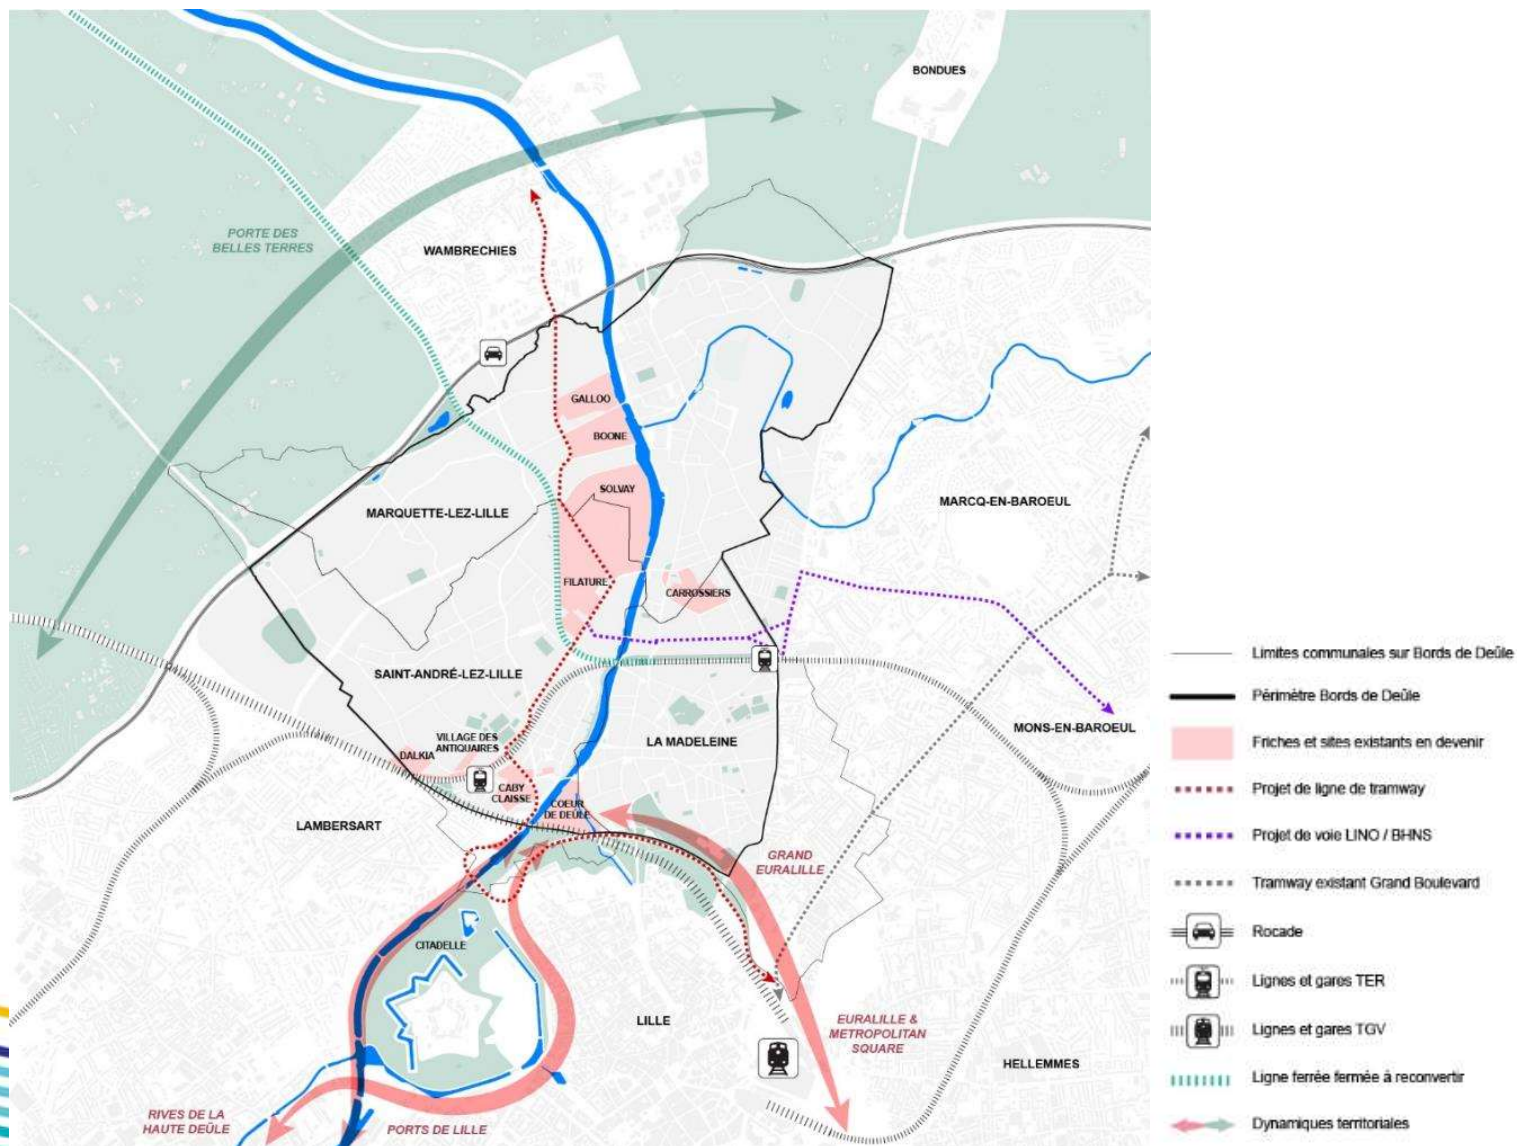 BONDUES
PORTE DES
BELLES TERRES
WAMBRECHIES
GALLOO
BOONE
SOLVAY
MARQUETTE-LEZ-LILLE
MARCQ-EN-BAROEUL
FILATURE
CARROSSIERS
SAINT-ANDRÉ-LEZ-LILLE
VILLAGE DES
ANTIQUAIRES
DALKIA
LA MADELEINE
MONS-EN-BAROEUL
CABY
CLAISSE
COEUR
DE DEÛLE
LAMBERSART
GRAND
EURALILLE
CITADELLE
LILLE
EURALILLE &
METROPOLITAN
SQUARE
HELLEMMES
RIVES DE LA
HAUTE DEÛLE
PORTS DE LILLE
Limites communales sur Bords de Deûle
Périmètre Bords de Deûle
Friches et sites existants en devenir
Projet de ligne de tramway
Projet de voie LINO / BHNS
Tramway existant Grand Boulevard
Rocade
Lignes et gares TER
Lignes et gares TGV
Ligne ferrée fermée à reconvertir
Dynamiques territoriales